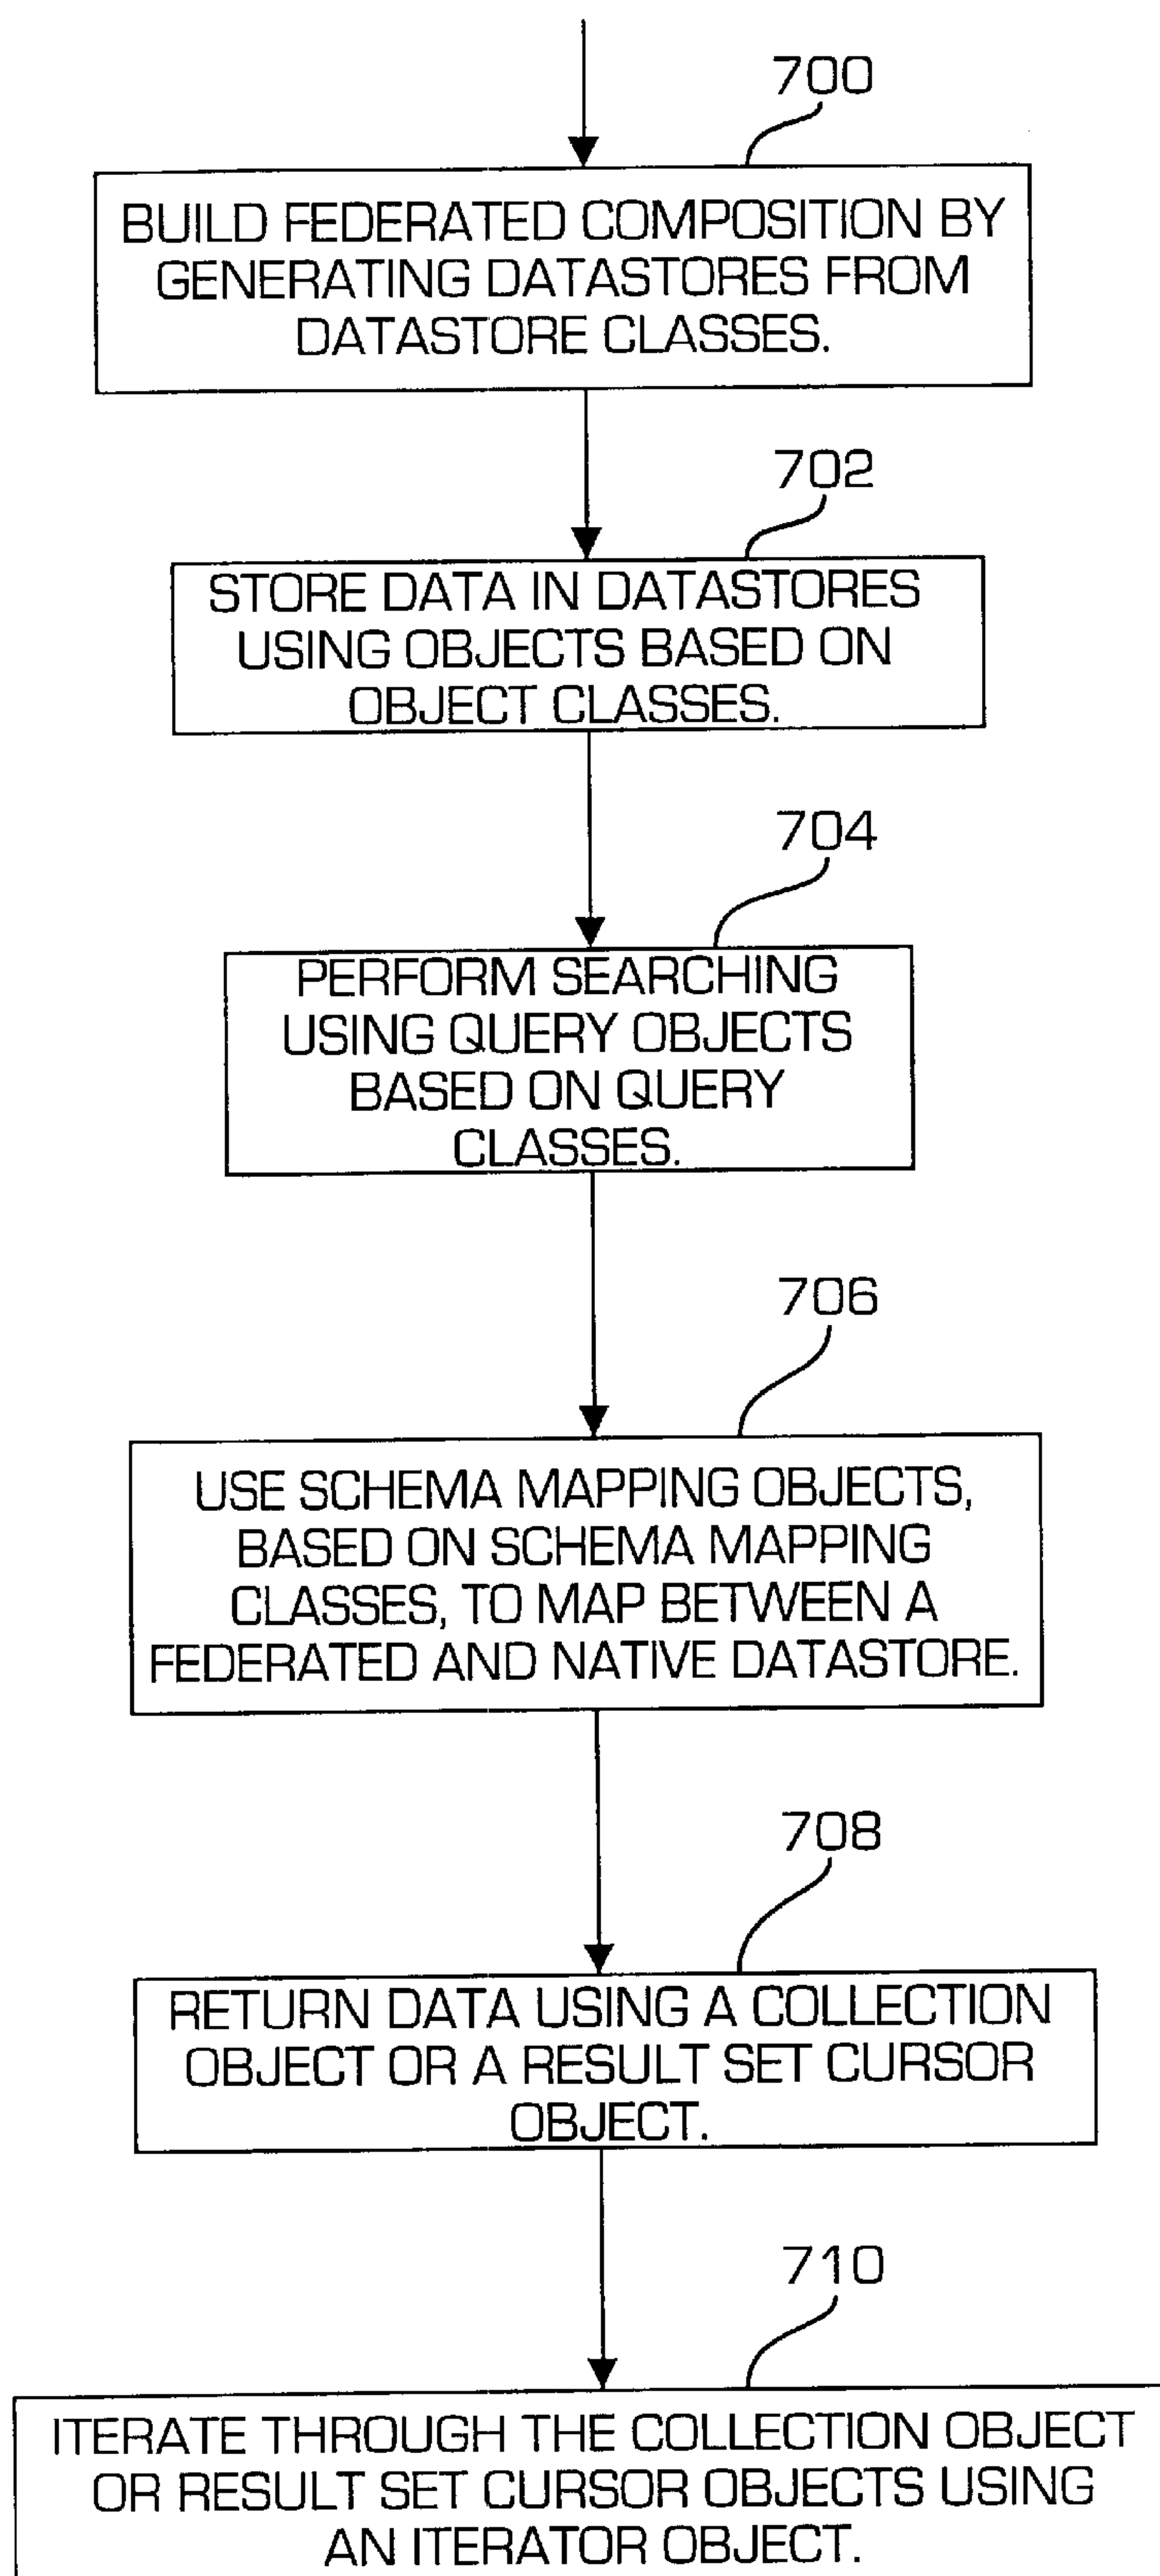 700
BUILD FEDERATED COMPOSITION BY
GENERATING DATASTORES FROM
DATASTORE CLASSES.
702
STORE DATA IN DATASTORES
USING OBJECTS BASED ON
OBJECT CLASSES.
704
PERFORM SEARCHING
USING QUERY OBJECTS
BASED ON QUERY
CLASSES.
706
USE SCHEMA MAPPING OBJECTS,
BASED ON SCHEMA MAPPING
CLASSES, TO MAP BETWEEN A
FEDERATED AND NATIVE DATASTORE.
708
RETURN DATA USING A COLLECTION
OBJECT OR A RESULT SET CURSOR
OBJECT.
710
ITERATE THROUGH THE COLLECTION OBJECT
OR RESULT SET CURSOR OBJECTS USING
AN ITERATOR OBJECT.